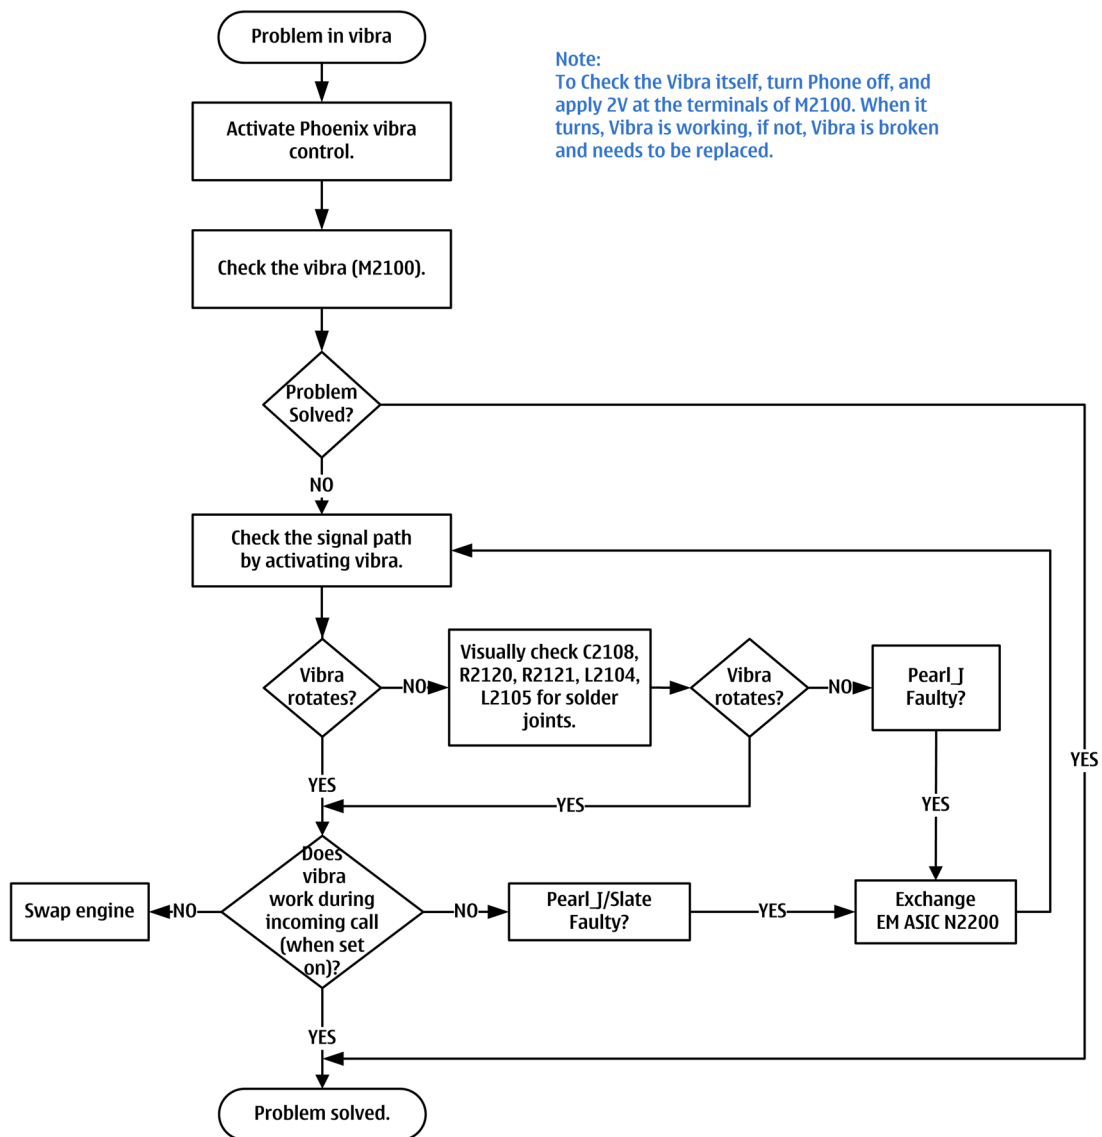 Problem in vibra
Note:
To Check the Vibra itself, turn Phone off, and
apply 2V at the terminals of M2100. When it
turns, Vibra is working, if not, Vibra is broken
and needs to be replaced.
Activate Phoenix vibra
control.
Check the vibra (M2100).
Problem
Solved?
NO
YES
Check the signal path
by activating vibra.
Vibra
rotates?
NO
Visually check C2108,
R2120, R2121, L2104,
L2105 for solder
joints.
Vibra
rotates?
NO
Pearl_J
Faulty?
YES
YES
YES
Does
vibra
work during
incoming call
(when set
on)?
NO
Swap engine
NO
Pearl_J/Slate
Faulty?
YES
Exchange
EM ASIC N2200
YES
Problem solved.